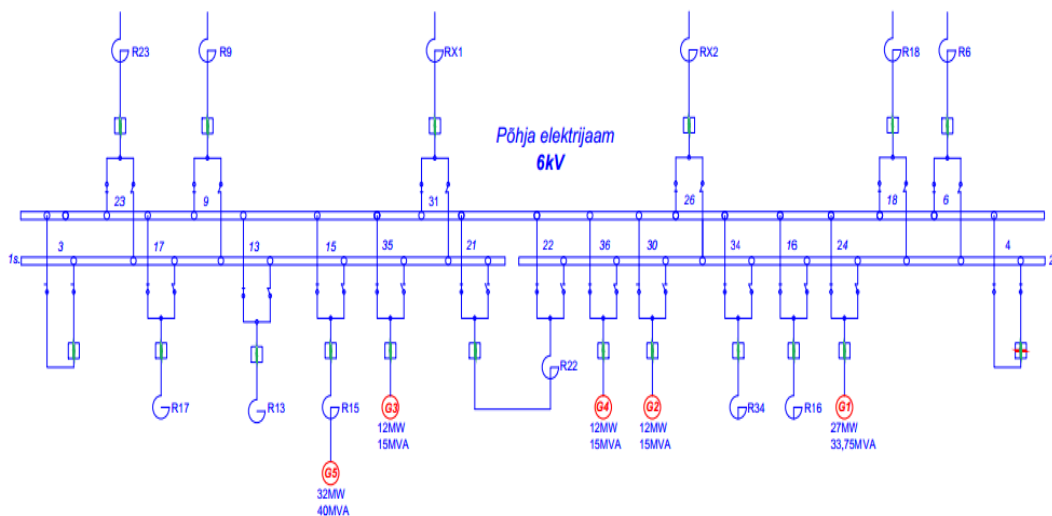 R23
R9
RX1
RX2
R18
R6
Põhja elektrijaam
6kV
23
9
31
26
18
6
3
17
13
15
35
21
22
36
30
34
16
24
4
1s.
2
R22
R17
R13
R15
G3
G4
G2
R34
R16
G1
12MW
15MVA
12MW
15MVA
12MW
15MVA
27MW
33,75MVA
G5
32MW
40MVA